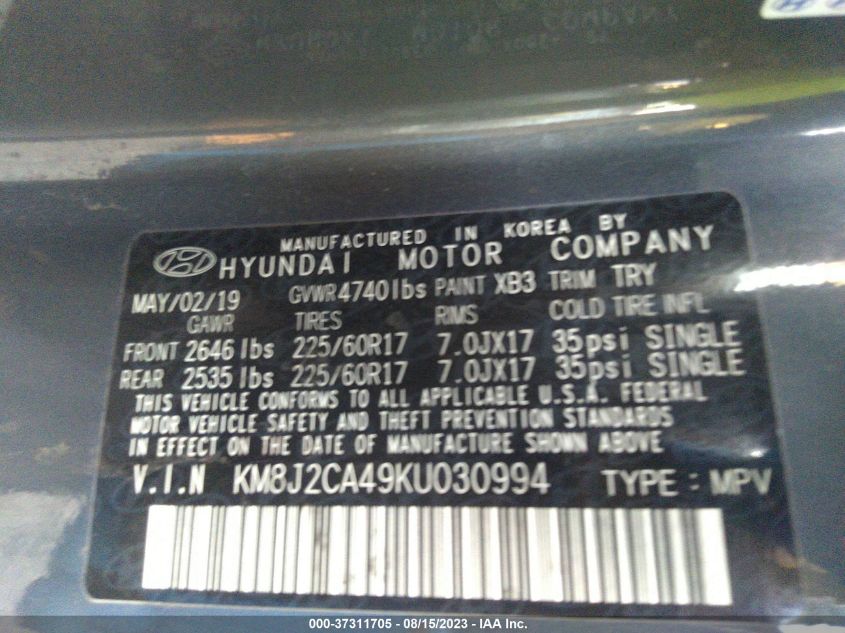 MANUFACTURED IN KOREA BY
HYUNDAI MOTOR COMPANY
MAY/02/19 GVWR 4740lbs PAINT XB3 TRIM TRY
GAWR TIRES RMS COLD TIRE INFL
FRONT 2646 lbs 225/60R17 7.0JX17 35psi SINGLE
REAR 2535 lbs 225/60R17 7.0JX17 35psi SINGLE
THIS VEHICLE CONFORMS TO ALL APPLICABLE U.S.A. FEDERAL
MOTOR VEHICLE SAFETY AND THEFT PREVENTION STANDARDS
IN EFFECT ON THE DATE OF MANUFACTURE SHOWN ABOVE.
V.I.N KM8J2CA49KU030994 TYPE : MPV
000-37311705 - 08/15/2023 - IAA Inc.